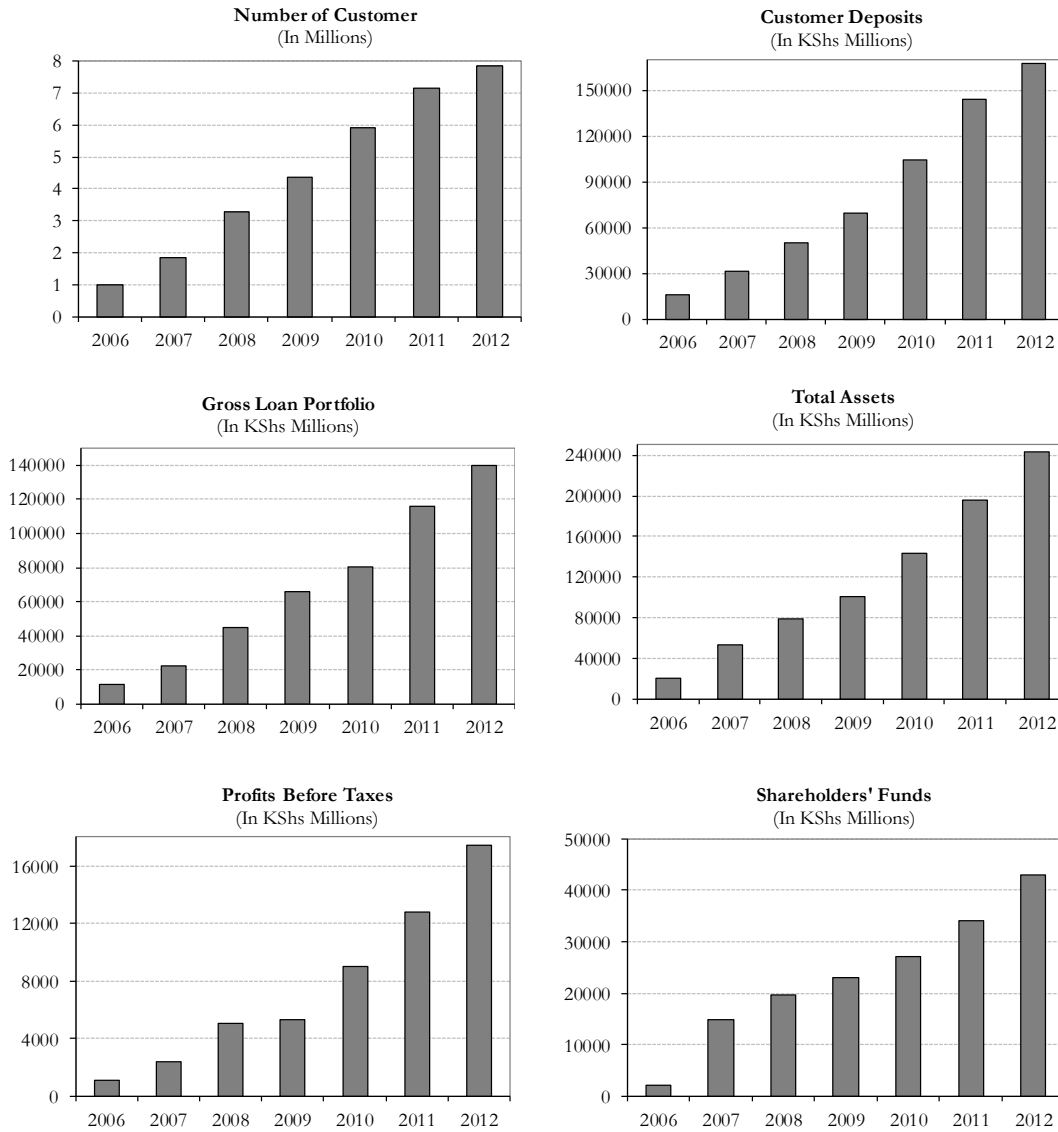 Number of Customer
(In Millions)
8
7
6
5
4
3
2
1
0
2006 2007 2008 2009 2010 2011 2012
Customer Deposits
(In KShs Millions)
150000
120000
90000
60000
30000
0
2006 2007 2008 2009 2010 2011 2012
Gross Loan Portfolio
(In KShs Millions)
140000
120000
100000
80000
60000
40000
20000
0
2006 2007 2008 2009 2010 2011 2012
Total Assets
(In KShs Millions)
240000
200000
160000
120000
80000
40000
0
2006 2007 2008 2009 2010 2011 2012
Profits Before Taxes
(In KShs Millions)
16000
12000
8000
4000
0
2006 2007 2008 2009 2010 2011 2012
Shareholders' Funds
(In KShs Millions)
50000
40000
30000
20000
10000
0
2006 2007 2008 2009 2010 2011 2012